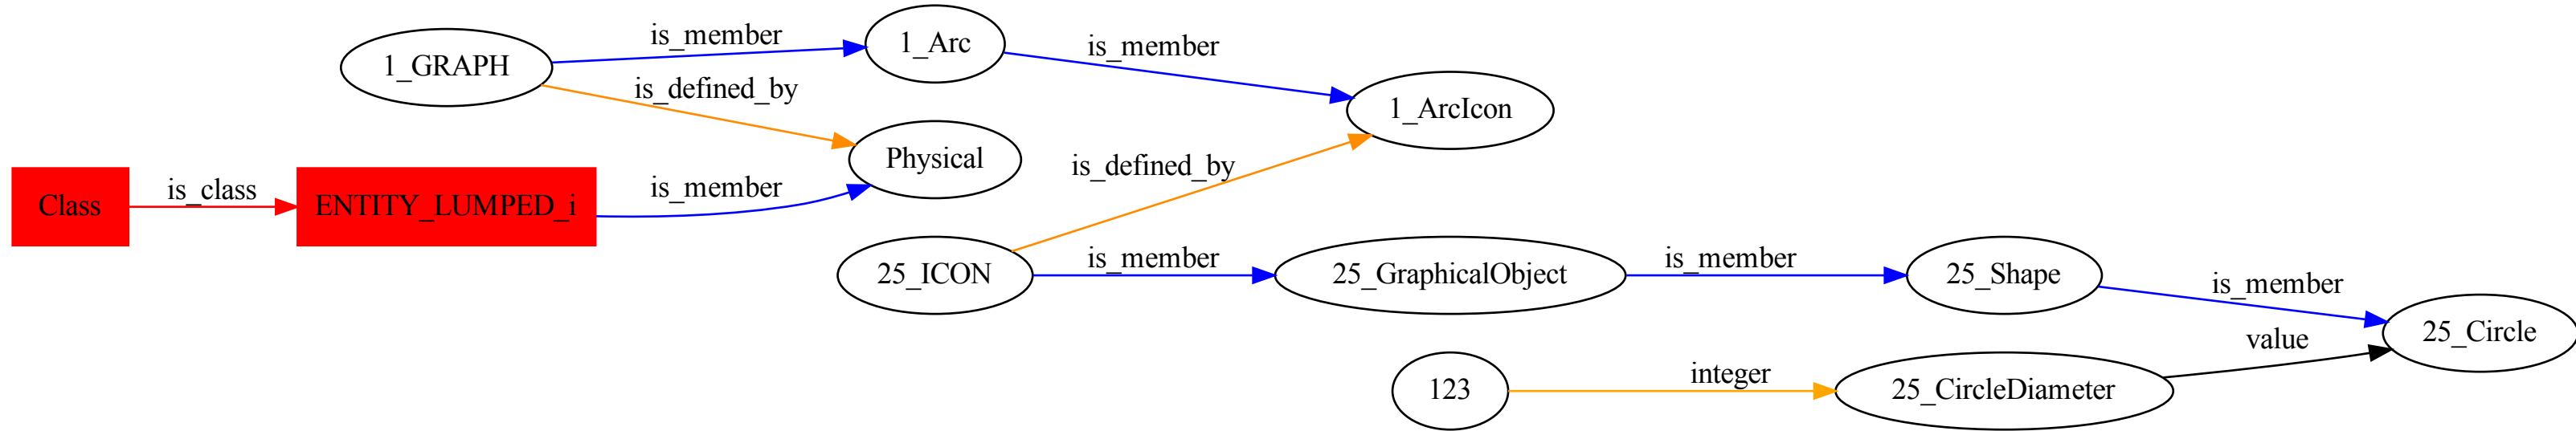 1_GRAPH
is_member
1_Arc
is_member
is_defined_by
1_ArcIcon
Physical
is_defined_by
Class
is_class
ENTITY_LUMPED_i
is_member
25_ICON
is_member
25_GraphicalObject
is_member
25_Shape
is_member
25_Circle
value
123
integer
25_CircleDiameter